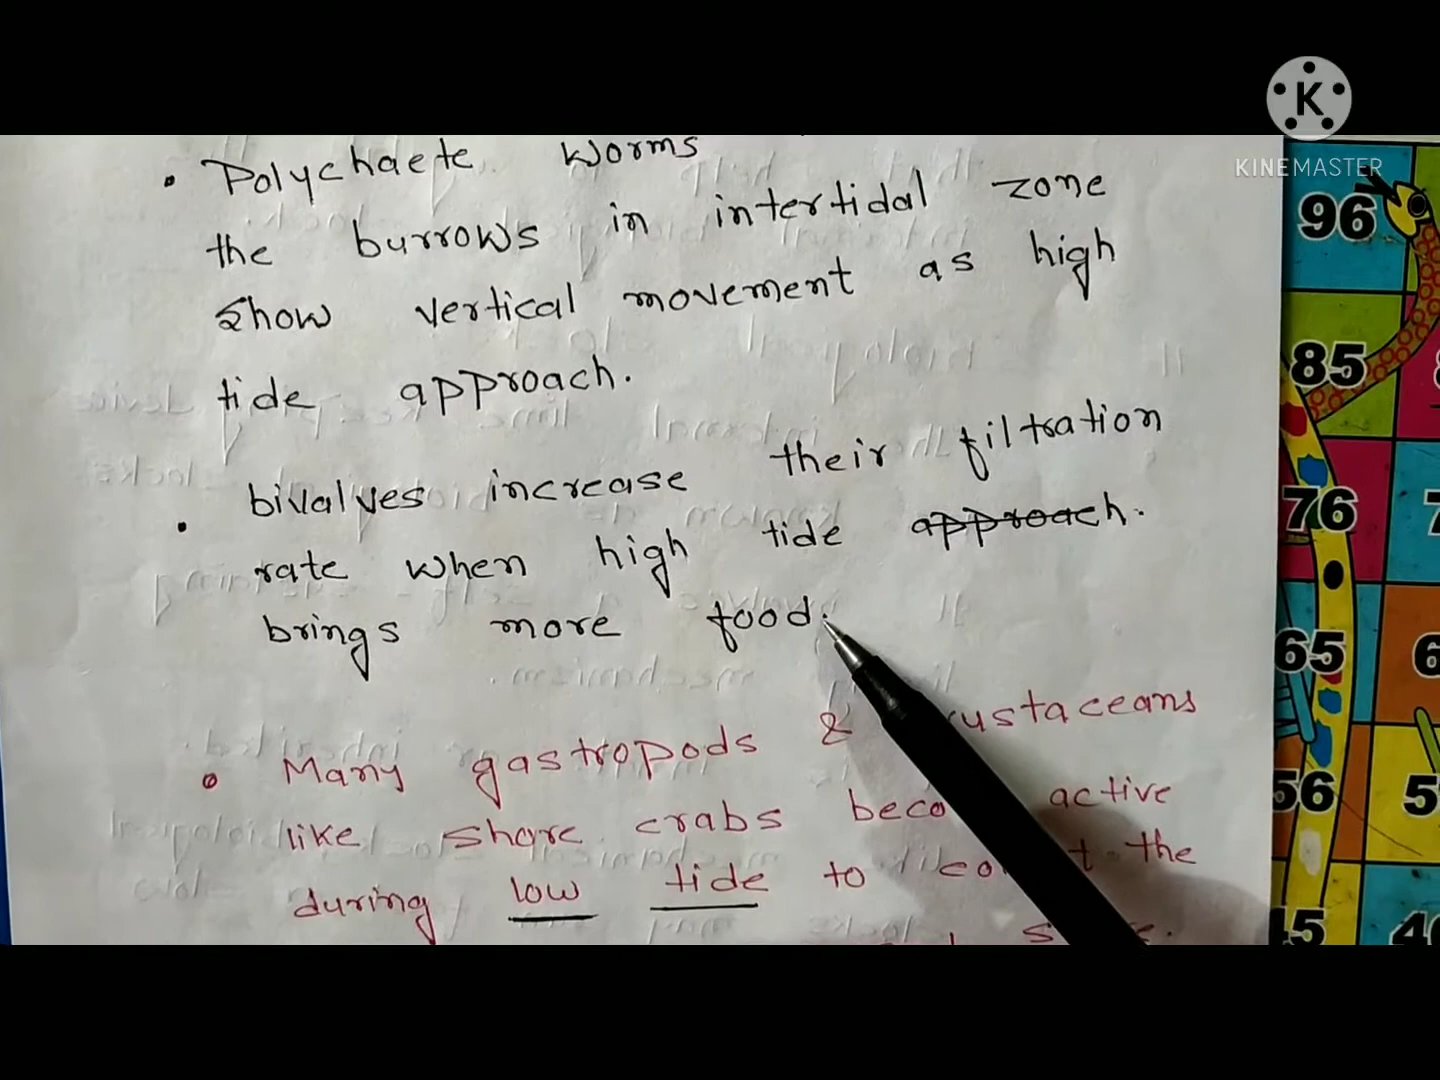 K
KINEMASTER
• Polychaete worms
the burrows in intertidal zone
show vertical movement as high
tide approach.
• bivalves increase their filtration
rate when high tide approach.
brings more food.
• Many gastropods &
like shore crabs active
during low tide to the
96
85
76
65
56